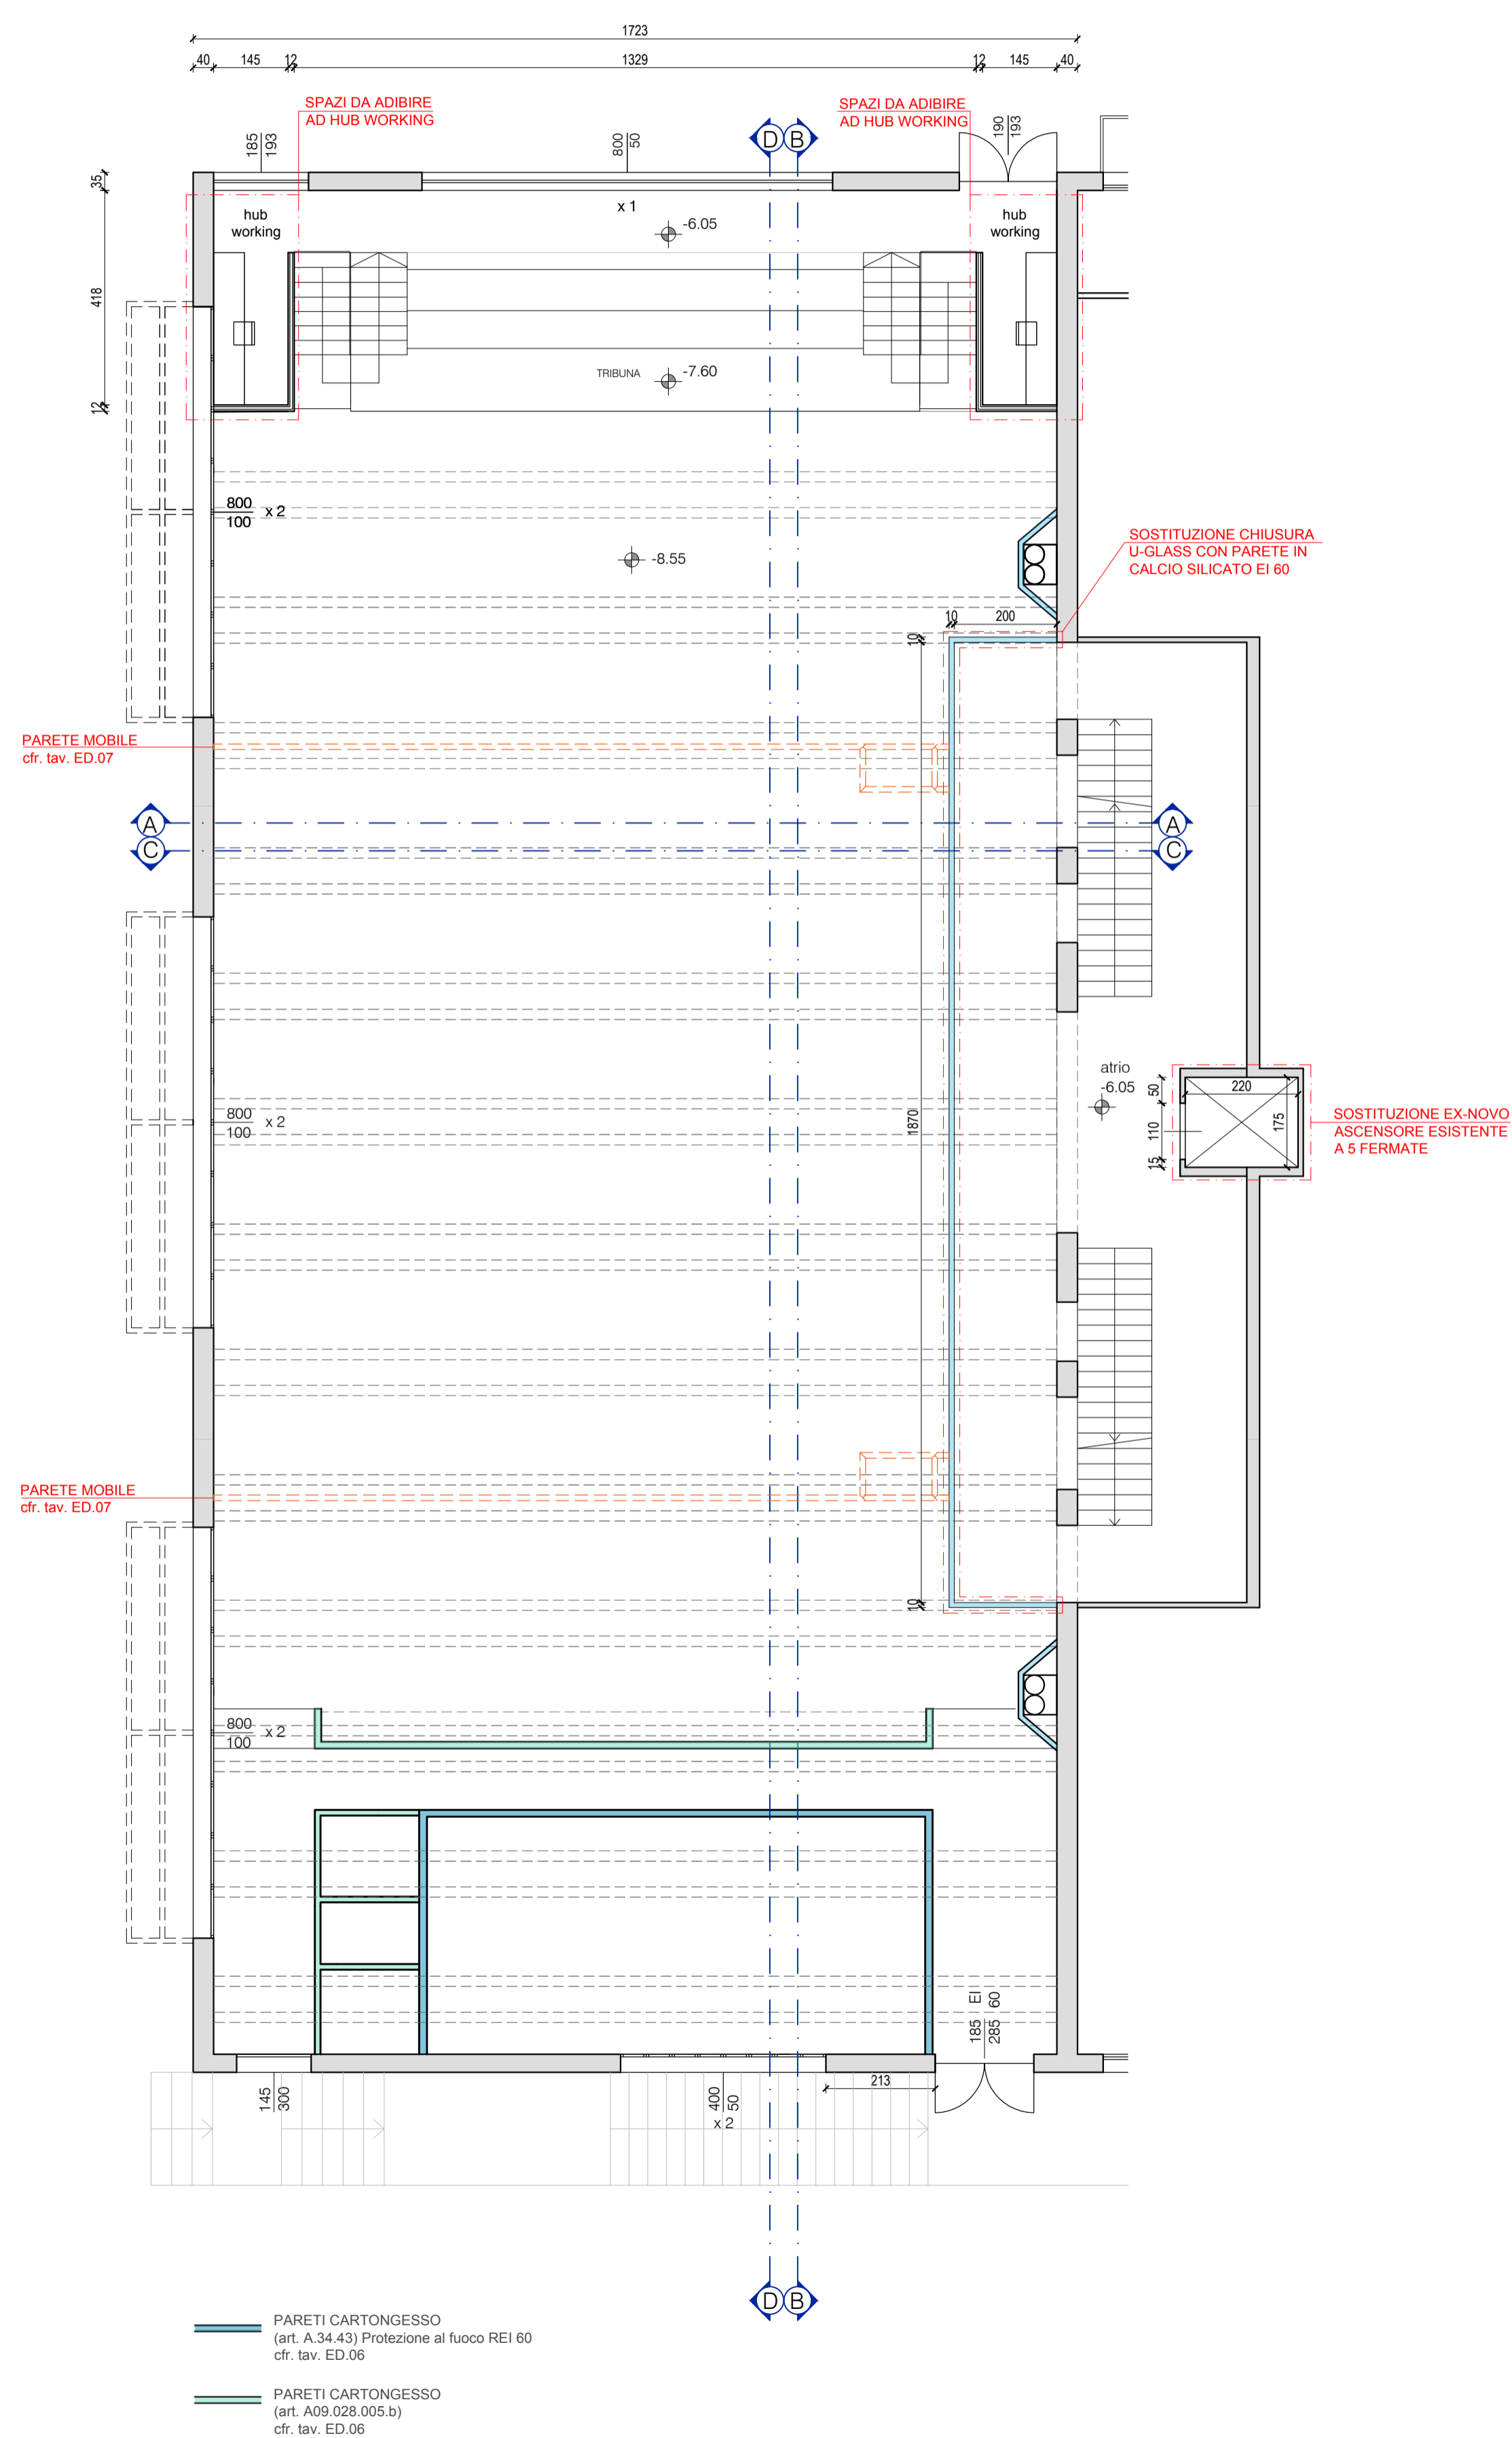 1723
40 145 12 1329 12 145 40
SPAZI DA ADIBIRE
AD HUB WORKING
SPAZI DA ADIBIRE
AD HUB WORKING
185
193
800
50
D B
190
193
35
hub
working
x 1
-6.05
hub
working
418
TRIBUNA
-7.60
12
800
100
x 2
-8.55
SOSTITUZIONE CHIUSURA
U-GLASS CON PARETE IN
CALCIO SILICATO EI 60
10 200
10
PARETE MOBILE
cfr. tav. ED.07
A
C
A
C
atrio
-6.05
50
110
15
220
175
800
100
x 2
1870
SOSTITUZIONE EX-NOVO
ASCENSORE ESISTENTE
A 5 FERMATE
PARETE MOBILE
cfr. tav. ED.07
10
800
100
x 2
185 EI
285 60
145
300
400
50
x 2
213
D B
PARETI CARTONGESSO
(art. A.34.43) Protezione al fuoco REI 60
cfr. tav. ED.06
PARETI CARTONGESSO
(art. A09.028.005.b)
cfr. tav. ED.06